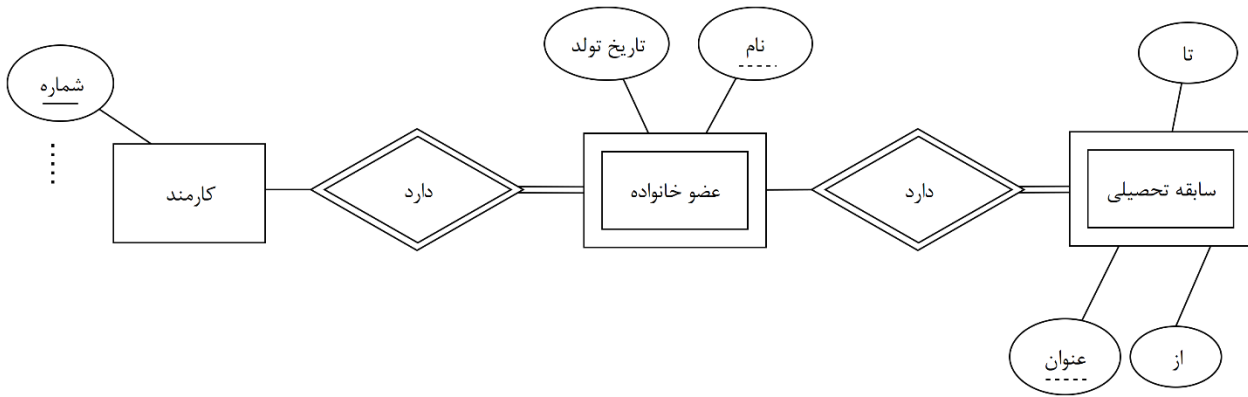 شماره
کارمند
دارد
تاریخ تولد
نام
عضو خانواده
دارد
تا
سابقه تحصیلی
عنوان
از